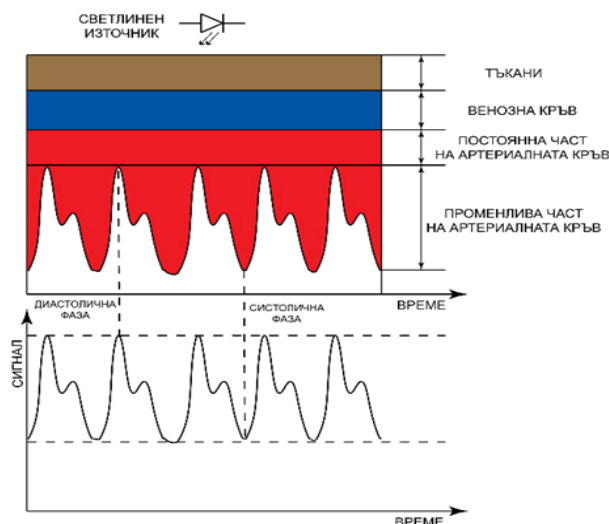 СВЕТЛИНЕН
ИЗТОЧНИК
ТЪКАНИ
ВЕНОЗНА КРЪВ
ПОСТОЯННА ЧАСТ
НА АРТЕРИАЛНАТА КРЪВ
ПРОМЕНЛИВА ЧАСТ
НА АРТЕРИАЛНАТА КРЪВ
ДИАСТОЛИЧНА
ФАЗА
СИСТОЛИЧНА
ФАЗА
ВРЕМЕ
СИГНАЛ
ВРЕМЕ